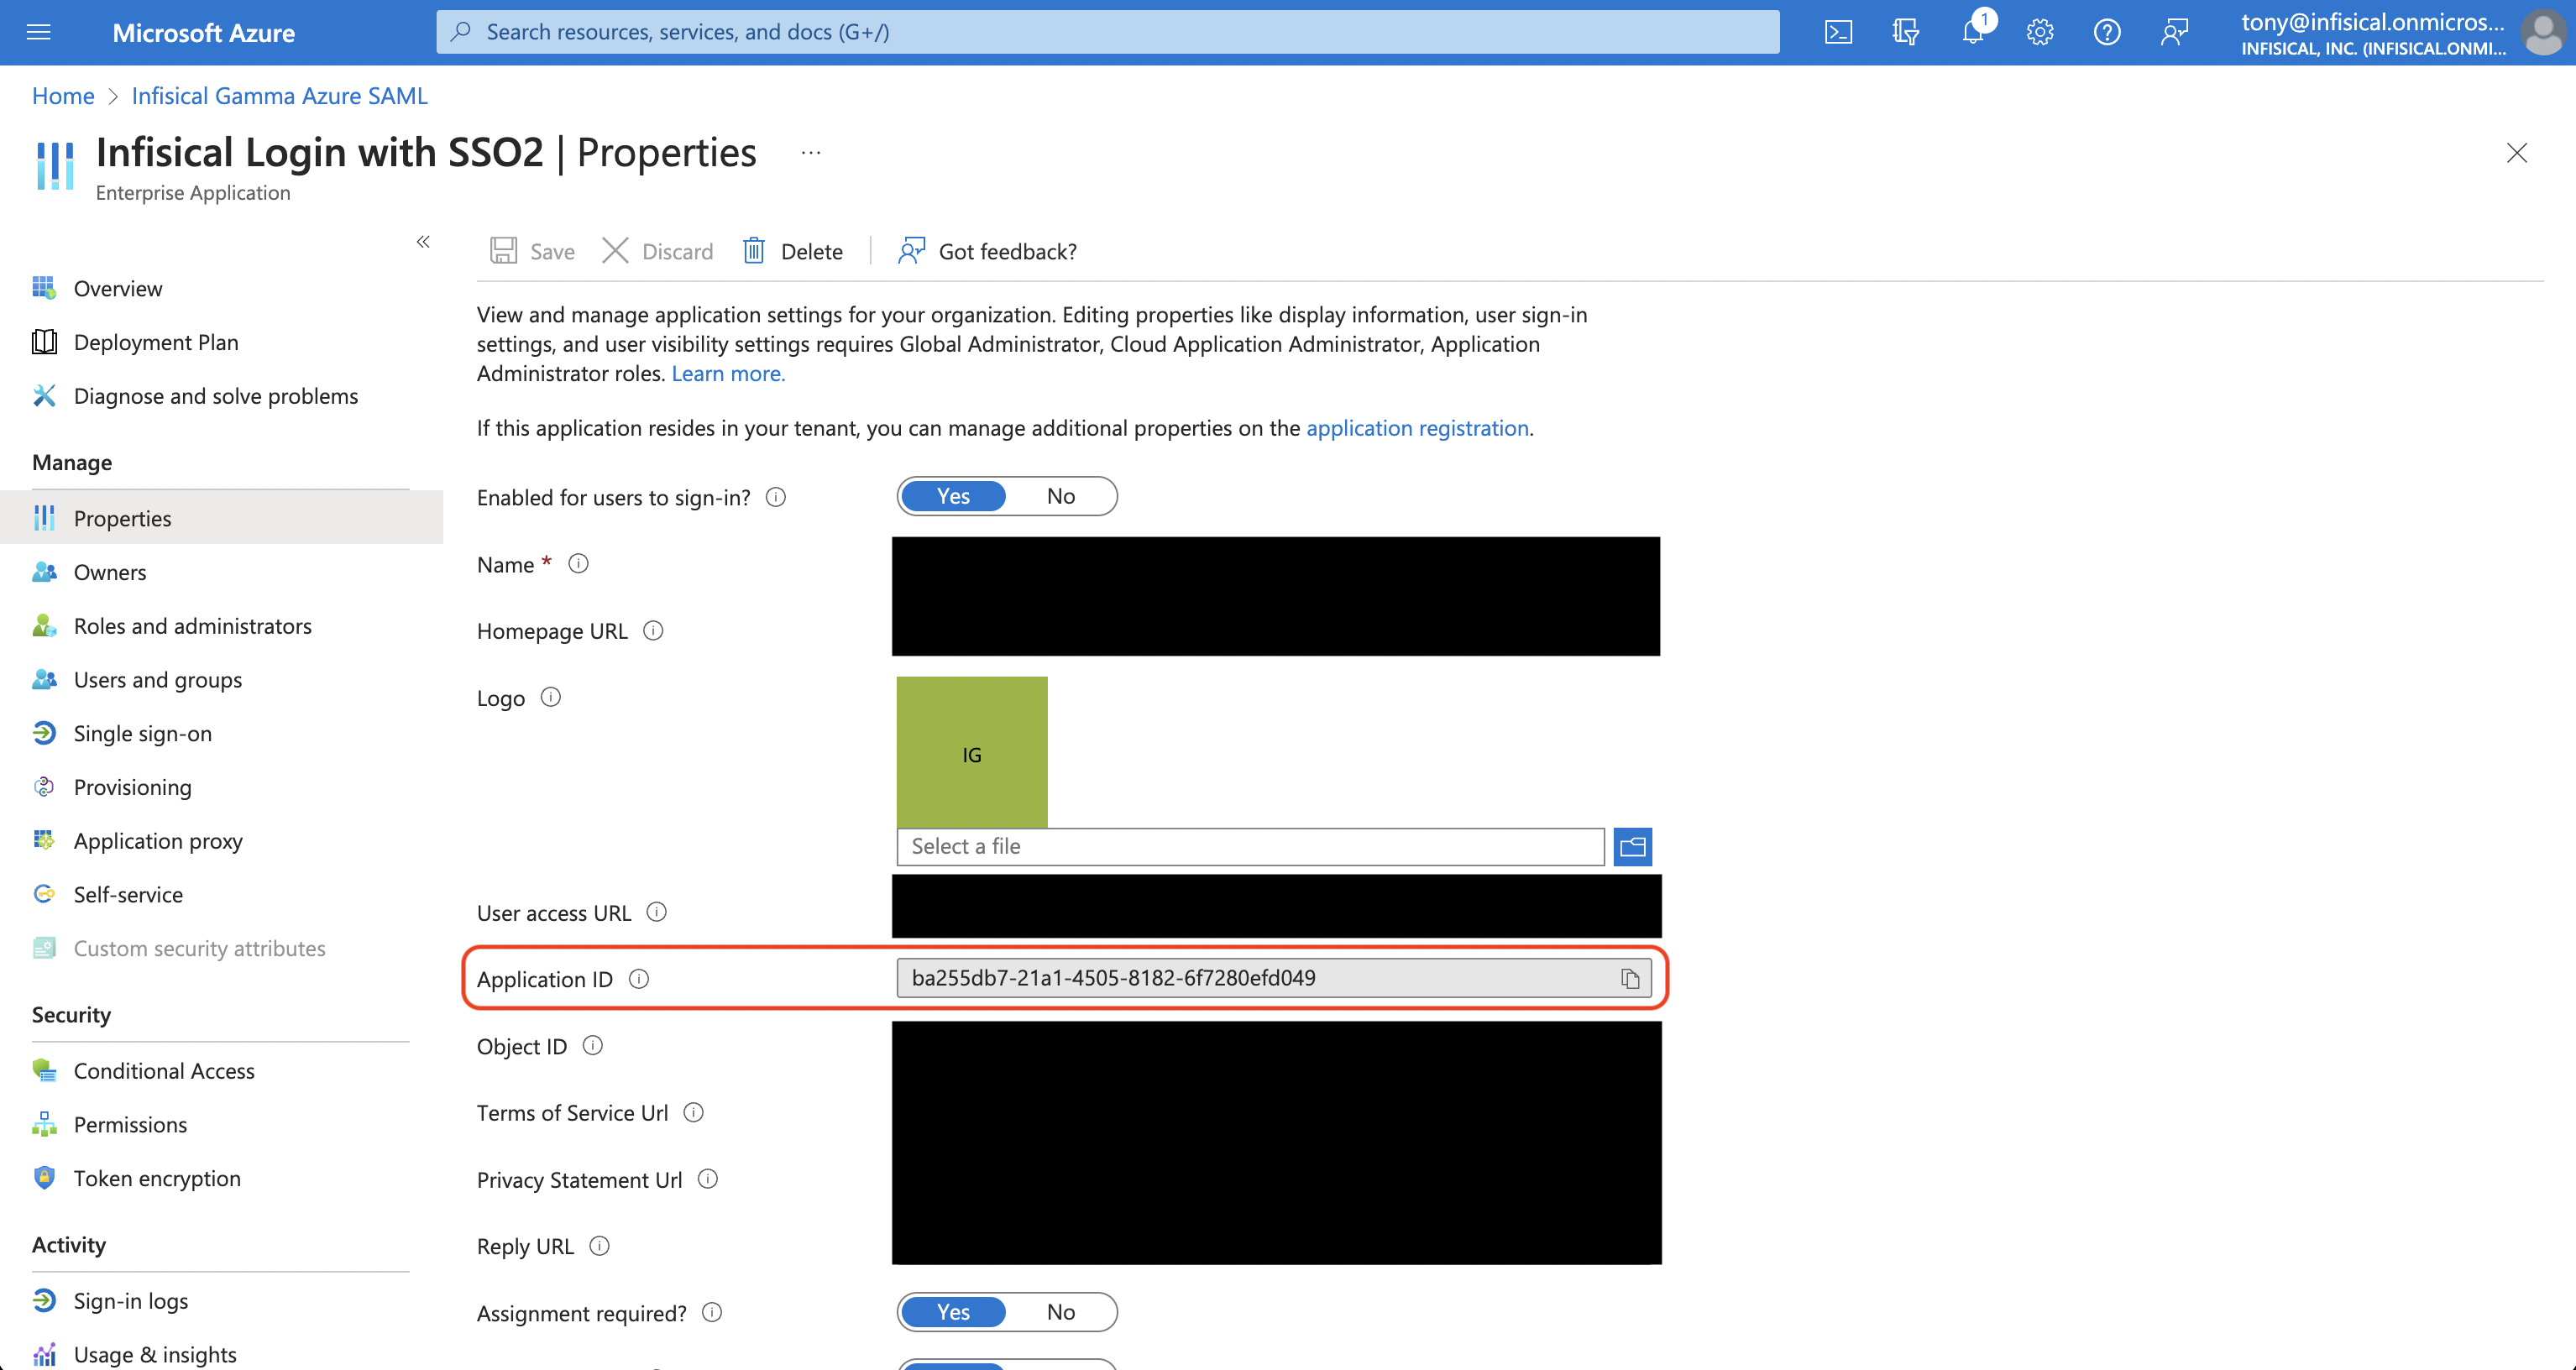 Microsoft Azure
Search resources, services, and docs (G+/)
1
tony@infisical.onmicros...
INFISICAL, INC. (INFISICAL.ONMI...
Home > Infisical Gamma Azure SAML
Infisical Login with SSO2 | Properties ...
Enterprise Application
«
Overview
Deployment Plan
Diagnose and solve problems
Manage
Properties
Owners
Roles and administrators
Users and groups
Single sign-on
Provisioning
Application proxy
Self-service
Custom security attributes
Security
Conditional Access
Permissions
Token encryption
Activity
Sign-in logs
Usage & insights
Save Discard Delete | Got feedback?
View and manage application settings for your organization. Editing properties like display information, user sign-in
settings, and user visibility settings requires Global Administrator, Cloud Application Administrator, Application
Administrator roles. Learn more.
If this application resides in your tenant, you can manage additional properties on the application registration.
Enabled for users to sign-in? Yes No
Name *
Homepage URL
Logo
IG
Select a file
User access URL
Application ID ba255db7-21a1-4505-8182-6f7280efd049
Object ID
Terms of Service Url
Privacy Statement Url
Reply URL
Assignment required? Yes No